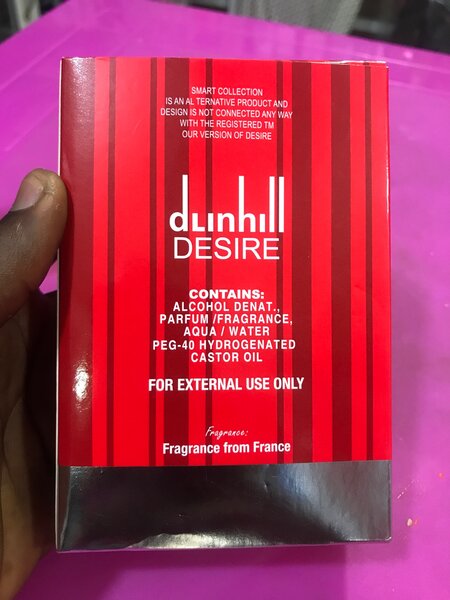 SMART COLLECTION
IS AN AL TERNATIVE PRODUCT AND
DESIGN IS NOT CONNECTED ANY WAY
WITH THE REGISTERED TM
OUR VERSION OF DESIRE
dunhill
DESIRE
CONTAINS:
ALCOHOL DENAT.,
PARFUM /FRAGRANCE,
AQUA / WATER
PEG-40 HYDROGENATED
CASTOR OIL
FOR EXTERNAL USE ONLY
Fragrance:
Fragrance from France